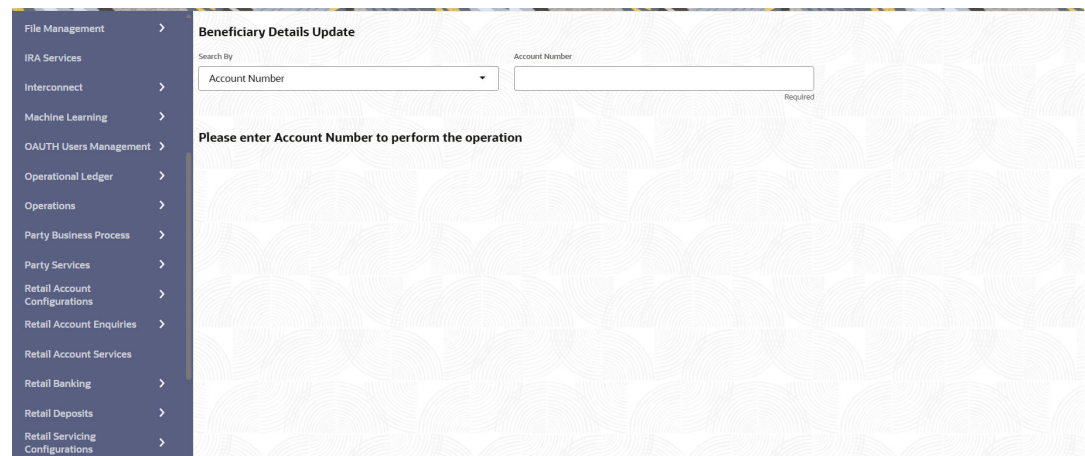 File Management
IRA Services
Interconnect
Machine Learning
OAUTH Users Management
Operational Ledger
Operations
Party Business Process
Party Services
Retail Account
Configurations
Retail Account Enquiries
Retail Account Services
Retail Banking
Retail Deposits
Retail Servicing
Configurations
Beneficiary Details Update
Search By
Account Number
Account Number
Required
Please enter Account Number to perform the operation